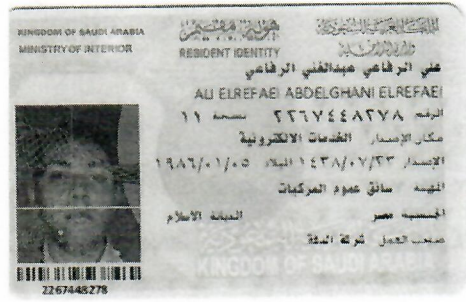 KINGDOM OF SAUDI ARABIA
MINISTRY OF INTERIOR
هوية مقيم
RESIDENT IDENTITY
المملكة العربية السعودية
وزارة الداخلية
علي الرفاعي عبدالغني الرفاعي
ALI ELREFAEI ABDELGHANI ELREFAEI
الرقم ٢٢٦٧٤٤٨٢٧٨ نسخة ١١
مكان الإصدار الخدمات الالكترونية
الإصدار ١٤٣٨/٠٧/٢٣ الميلاد ١٩٨٦/٠١/٠٥
المهنة سائق عموم المركبات
الجنسية مصر الديانة الاسلام
صاحب العمل شركة الدقة
KINGDOM OF SAUDI ARABIA
2267448278